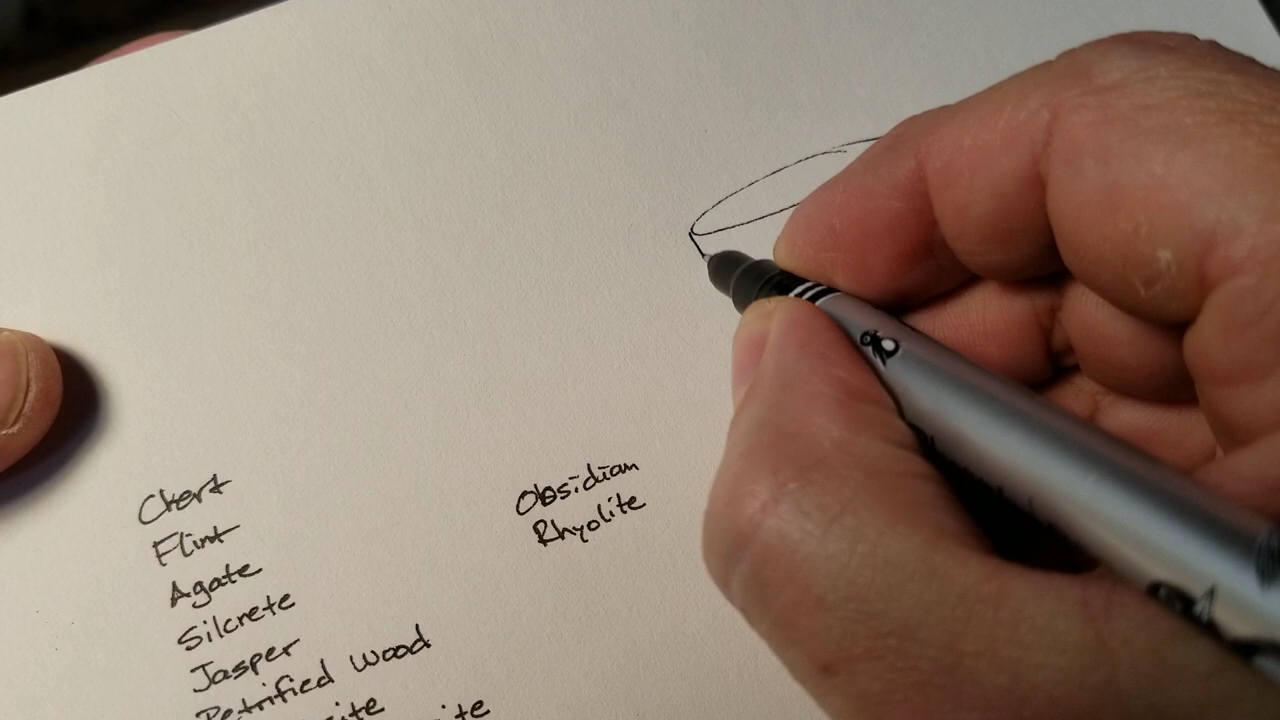 Chert
Flint
Agate
Silcrete
Jasper
Petrified Wood
Obsidian
Rhyolite